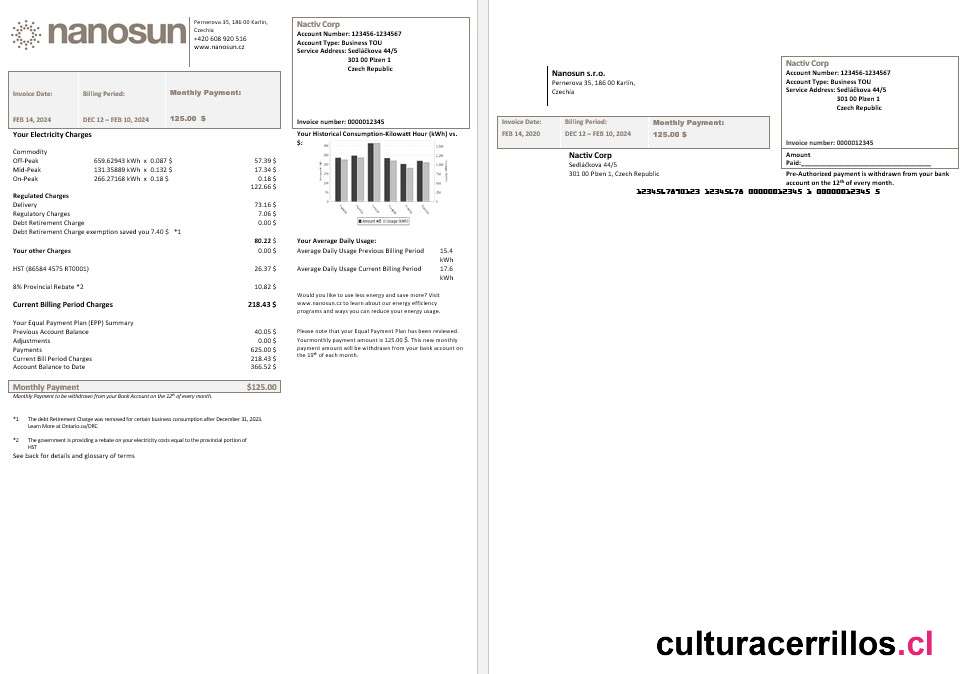 nanosun
Pernerova 35, 186 00 Karlín,
Czechia
+420 608 920 516
www.nanosun.cz
Nactiv Corp
Account Number: 123456-1234567
Account Type: Business TOU
Service Address: Sedláčkova 44/5
301 00 Plzen 1
Czech Republic
Invoice number: 0000012345
Invoice Date:
Billing Period:
Monthly Payment:
FEB 14, 2024
DEC 12 – FEB 10, 2024
125.00 $
Your Electricity Charges
Commodity
Off-Peak 659.62943 kWh x 0.087 $ 57.39 $
Mid-Peak 131.35889 kWh x 0.132 $ 17.34 $
On-Peak 266.27168 kWh x 0.18 $ 0.18 $
122.66 $
Regulated Charges
Delivery 73.16 $
Regulatory Charges 7.06 $
Debt Retirement Charge 0.00 $
Debt Retirement Charge exemption saved you 7.40 $ *1
80.22 $
Your other Charges 0.00 $
HST (86584 4575 RT0001) 26.37 $
8% Provincial Rebate *2 10.82 $
Current Billing Period Charges 218.43 $
Your Equal Payment Plan (EPP) Summary
Previous Account Balance 40.05 $
Adjustments 0.00 $
Payments 625.00 $
Current Bill Period Charges 218.43 $
Account Balance to Date 366.52 $
Monthly Payment $125.00
Monthly Payment to be withdrawn from your Bank Account on the 12th of every month.
*1 The debt Retirement Charge was removed for certain business consumption after December 31, 2023.
Learn More at Ontario.ca/DRC
*2 The government is providing a rebate on your electricity costs equal to the provincial portion of
HST
See back for details and glossary of terms
Your Historical Consumption-Kilowatt Hour (kWh) vs.
$:
Your Average Daily Usage:
Average Daily Usage Previous Billing Period 15.4
kWh
Average Daily Usage Current Billing Period 17.6
kWh
Would you like to use less energy and save more? Visit
www.nanosun.cz to learn about our energy efficiency
programs and ways you can reduce your energy usage.
Please note that your Equal Payment Plan has been reviewed.
Yourmonthly payment amount is 125.00 $. This new monthly
payment amount will be withdrawn from your bank account on
the 19th of each month.
Nanosun s.r.o.
Pernerova 35, 186 00 Karlín,
Czechia
Nactiv Corp
Account Number: 123456-1234567
Account Type: Business TOU
Service Address: Sedláčkova 44/5
301 00 Plzen 1
Czech Republic
Invoice number: 0000012345
Invoice Date:
Billing Period:
Monthly Payment:
FEB 14, 2020
DEC 12 – FEB 10, 2024
125.00 $
Amount
Paid:
Nactiv Corp
Sedláčkova 44/5
301 00 Plzen 1, Czech Republic
Pre-Authorized payment is withdrawn from your bank
account on the 12th of every month.
12345678910123 12345678 00000012345 1 000000012345 5
culturacerrillos.cl